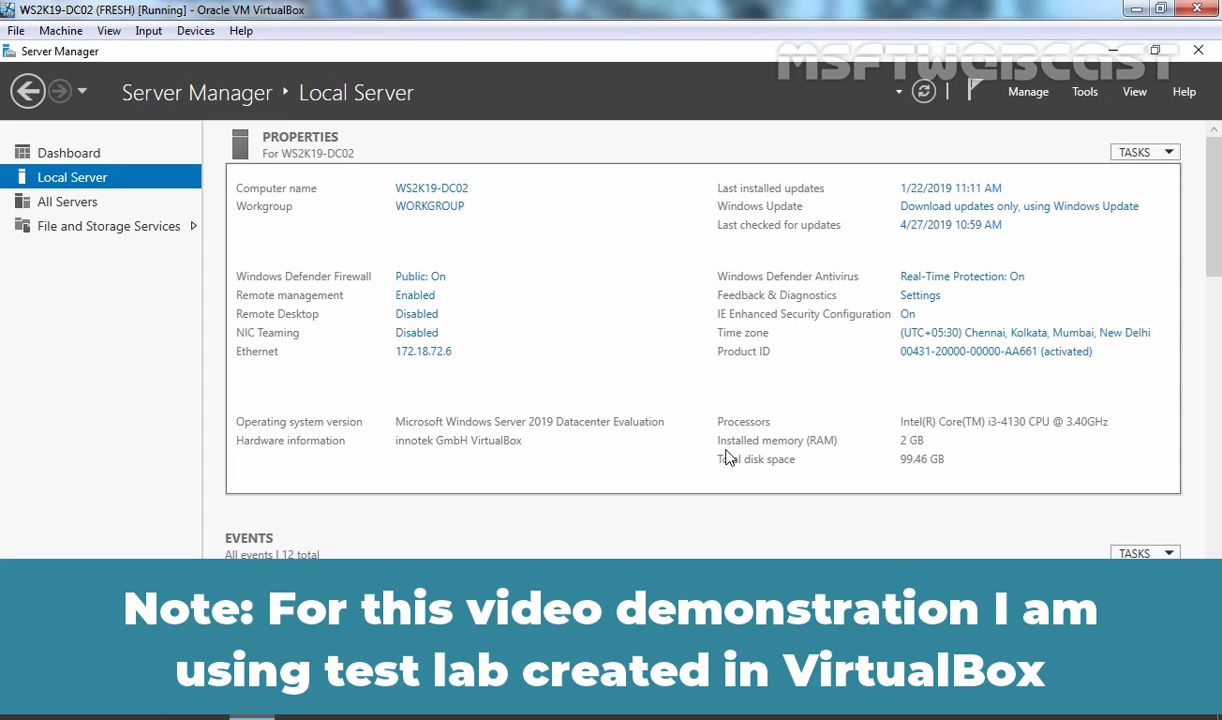 WS2K19-DC02 (FRESH) [Running] - Oracle VM VirtualBox
File Machine View Input Devices Help
Server Manager
MSFTWEBCAST
Server Manager ‣ Local Server
Manage Tools View Help
Dashboard
Local Server
All Servers
File and Storage Services
PROPERTIES
For WS2K19-DC02
TASKS
Computer name WS2K19-DC02
Workgroup WORKGROUP
Last installed updates 1/22/2019 11:11 AM
Windows Update Download updates only, using Windows Update
Last checked for updates 4/27/2019 10:59 AM
Windows Defender Firewall Public: On
Remote management Enabled
Remote Desktop Disabled
NIC Teaming Disabled
Ethernet 172.18.72.6
Windows Defender Antivirus Real-Time Protection: On
Feedback & Diagnostics Settings
IE Enhanced Security Configuration On
Time zone (UTC+05:30) Chennai, Kolkata, Mumbai, New Delhi
Product ID 00431-20000-00000-AA661 (activated)
Operating system version Microsoft Windows Server 2019 Datacenter Evaluation
Hardware information innotek GmbH VirtualBox
Processors Intel(R) Core(TM) i3-4130 CPU @ 3.40GHz
Installed memory (RAM) 2 GB
Total disk space 99.46 GB
EVENTS
All events | 12 total
TASKS
Note: For this video demonstration I am
using test lab created in VirtualBox